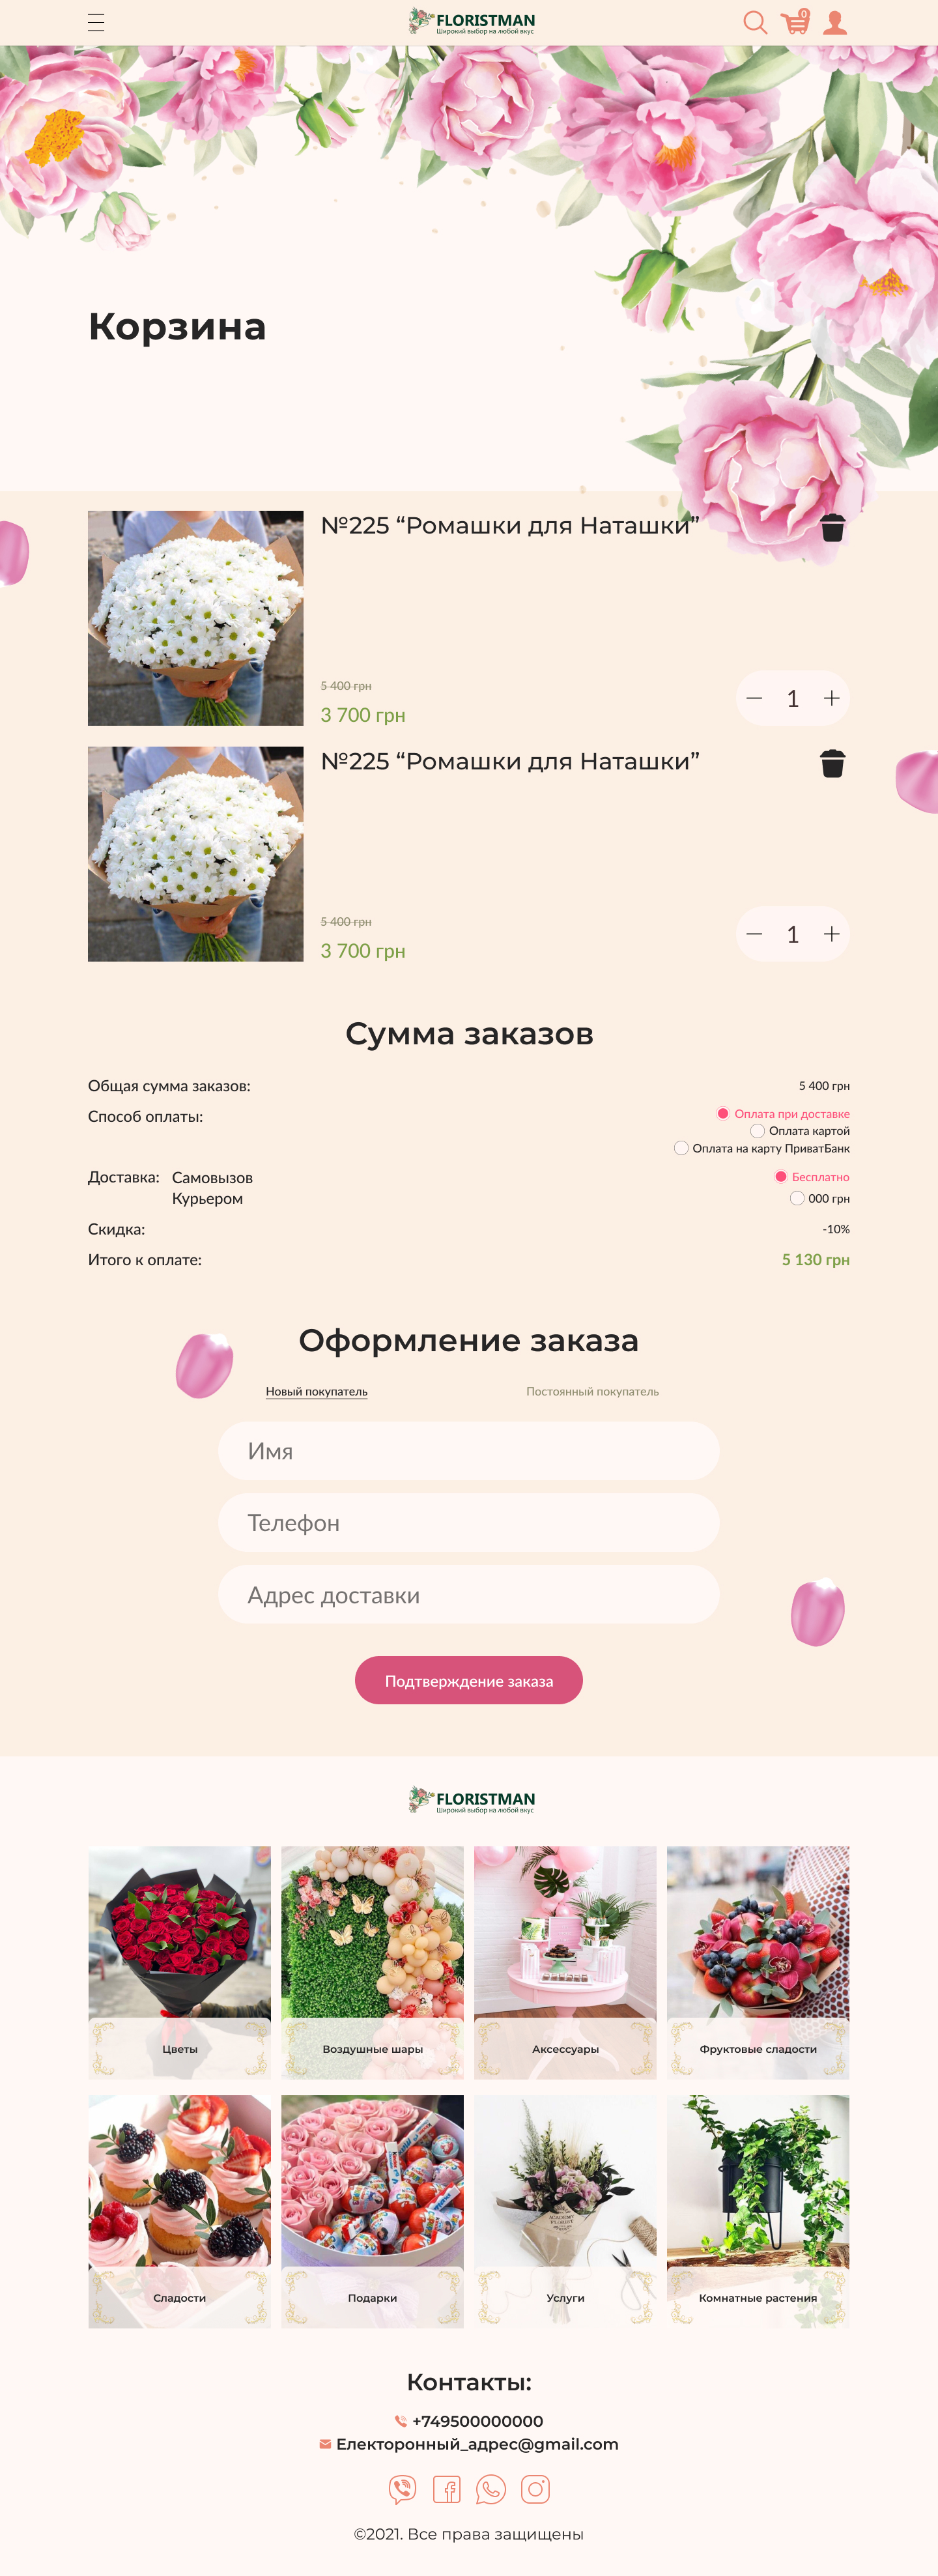 FLORISTMAN
Широкий выбор на любой вкус
0
Корзина
№225 “Ромашки для Наташки”
5 400 грн
3 700 грн
1
№225 “Ромашки для Наташки”
5 400 грн
3 700 грн
1
Сумма заказов
Общая сумма заказов:
5 400 грн
Способ оплаты:
Оплата при доставке
Оплата картой
Оплата на карту ПриватБанк
Доставка:
Самовызов
Бесплатно
Курьером
000 грн
Скидка:
-10%
Итого к оплате:
5 130 грн
Оформление заказа
Новый покупатель
Постоянный покупатель
Имя
Телефон
Адрес доставки
Подтверждение заказа
FLORISTMAN
Широкий выбор на любой вкус
Цветы
Воздушные шары
Аксессуары
Фруктовые сладости
Сладости
Подарки
Услуги
Комнатные растения
Контакты:
+749500000000
Електоронный_адрес@gmail.com
©2021. Все права защищены